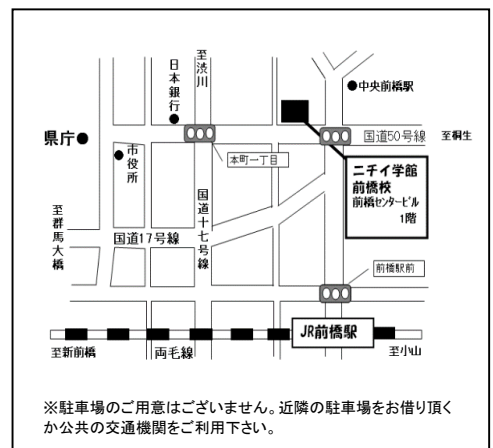 至渋川
日本銀行
中央前橋駅
県庁
市役所
国道50号線
至桐生
本町一丁目
ニチイ学館
前橋校
前橋センタービル
1階
至群馬大橋
国道17号線
国道十七号線
前橋駅前
JR前橋駅
至新前橋
両毛線
至小山
※駐車場のご用意はございません。近隣の駐車場をお借り頂く
か公共の交通機関をご利用下さい。